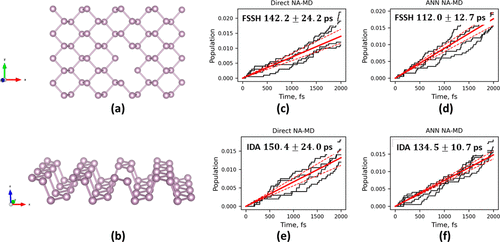 Direct NA-MD
ANN NA-MD
FSSH 142.2 ± 24.2 ps
FSSH 112.0 ± 12.7 ps
Population
0.020
0.015
0.010
0.005
0.000
0 500 1000 1500 2000
Time, fs
Population
0.015
0.010
0.005
0.000
0 500 1000 1500 2000
Time, fs
(a)
(c)
(d)
Direct NA-MD
ANN NA-MD
IDA 150.4 ± 24.0 ps
IDA 134.5 ± 10.7 ps
Population
0.015
0.010
0.005
0.000
0 500 1000 1500 2000
Time, fs
Population
0.015
0.010
0.005
0.000
0 500 1000 1500 2000
Time, fs
(b)
(e)
(f)